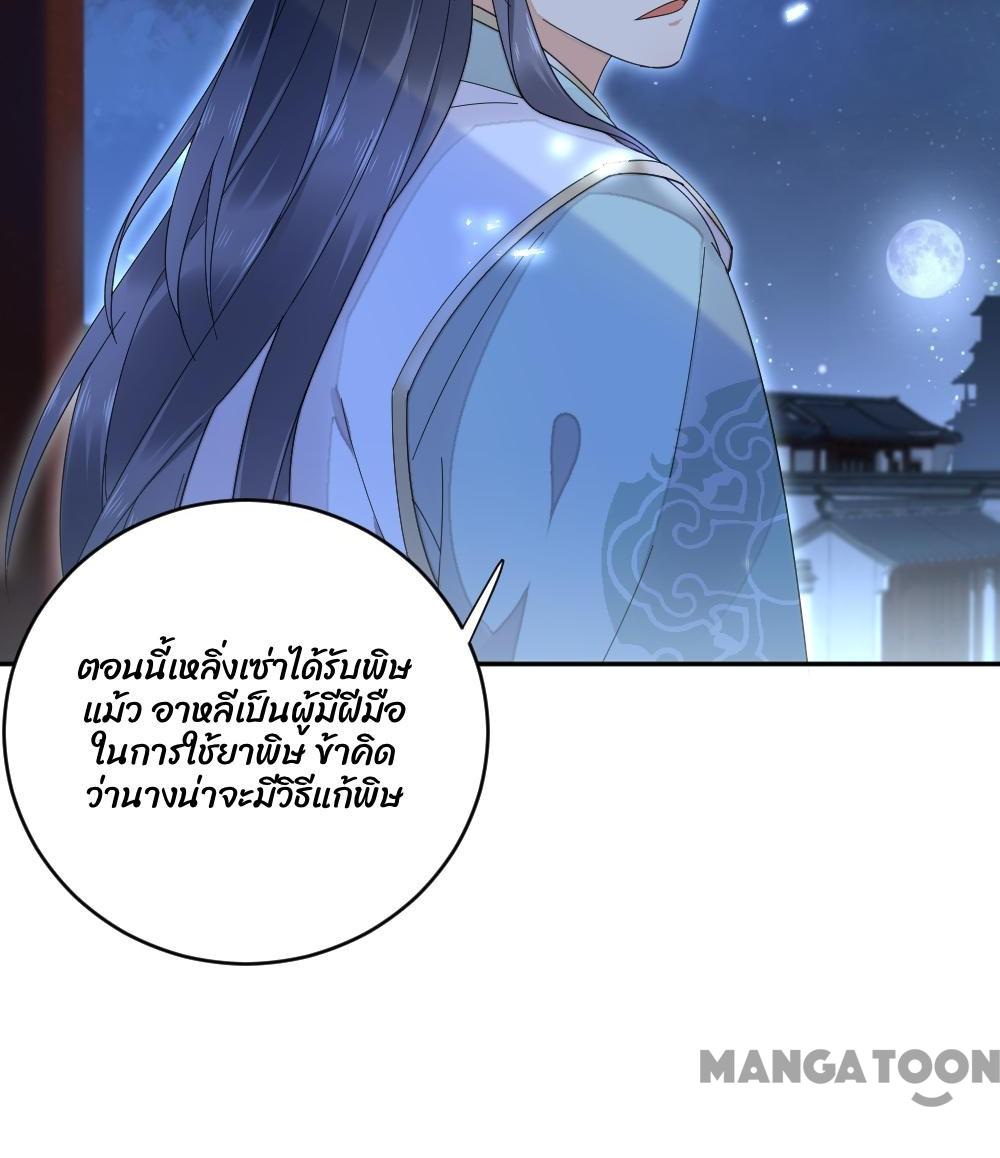 ตอนนี้เหลิ่งเซ่าได้รับพิษ
แม้ว อาหลีเป็นผู้มีฝีมือ
ในการใช้ยาพิษ ข้าคิด
ว่านางน่าจะมีวิธีแก้พิษ
MANGATOON